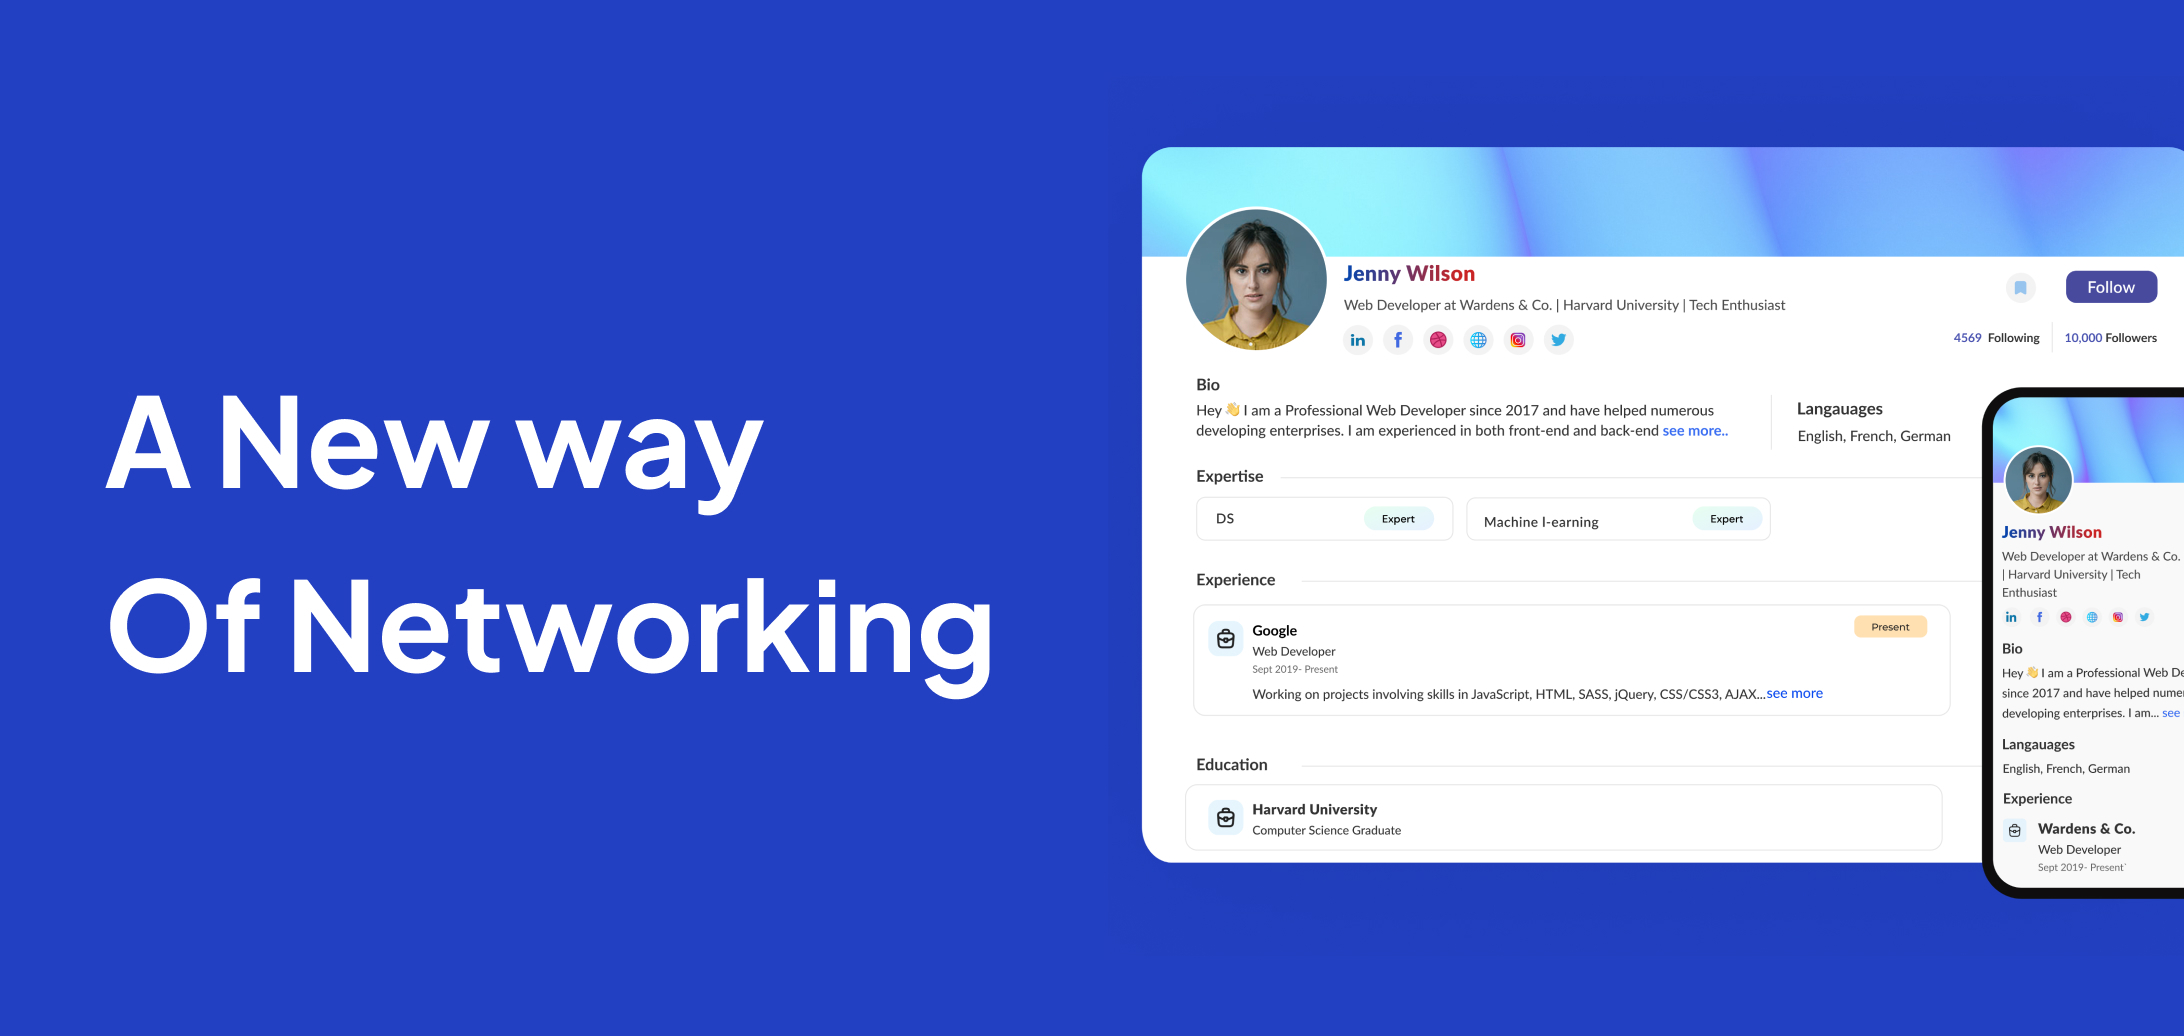 A New way
Of Networking
Jenny Wilson
Web Developer at Wardens & Co. | Harvard University | Tech Enthusiast
in f
Follow
4569 Following
10,000 Followers
Bio
Hey 👋 I am a Professional Web Developer since 2017 and have helped numerous
developing enterprises. I am experienced in both front-end and back-end see more..
Langauages
English, French, German
Expertise
DS
Expert
Machine l-earning
Expert
Experience
Google
Present
Web Developer
Sept 2019- Present
Working on projects involving skills in JavaScript, HTML, SASS, jQuery, CSS/CSS3, AJAX...see more
Education
Harvard University
Computer Science Graduate
Jenny Wilson
Web Developer at Wardens & Co.
| Harvard University | Tech
Enthusiast
in f
Bio
Hey 👋 I am a Professional Web De
since 2017 and have helped numer
developing enterprises. I am... see
Langauages
English, French, German
Experience
Wardens & Co.
Web Developer
Sept 2019- Present`